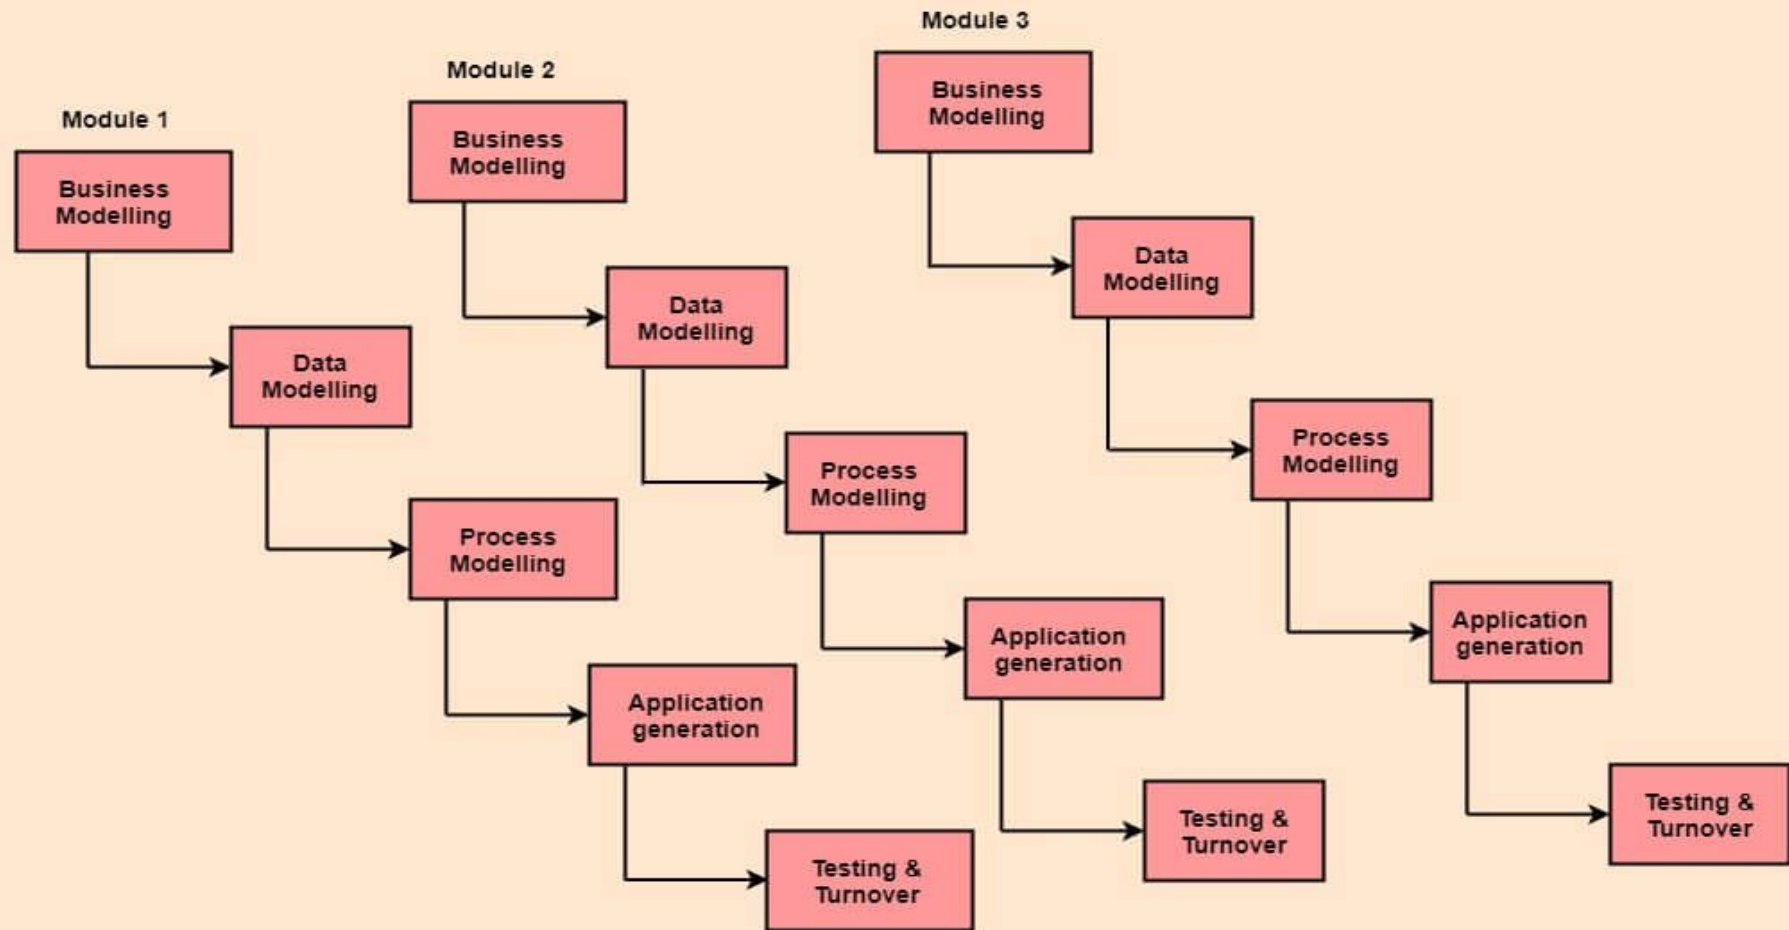 Module 1
Business
Modelling
Data
Modelling
Process
Modelling
Application
generation
Testing &
Turnover
Module 2
Business
Modelling
Data
Modelling
Process
Modelling
Application
generation
Testing &
Turnover
Module 3
Business
Modelling
Data
Modelling
Process
Modelling
Application
generation
Testing &
Turnover